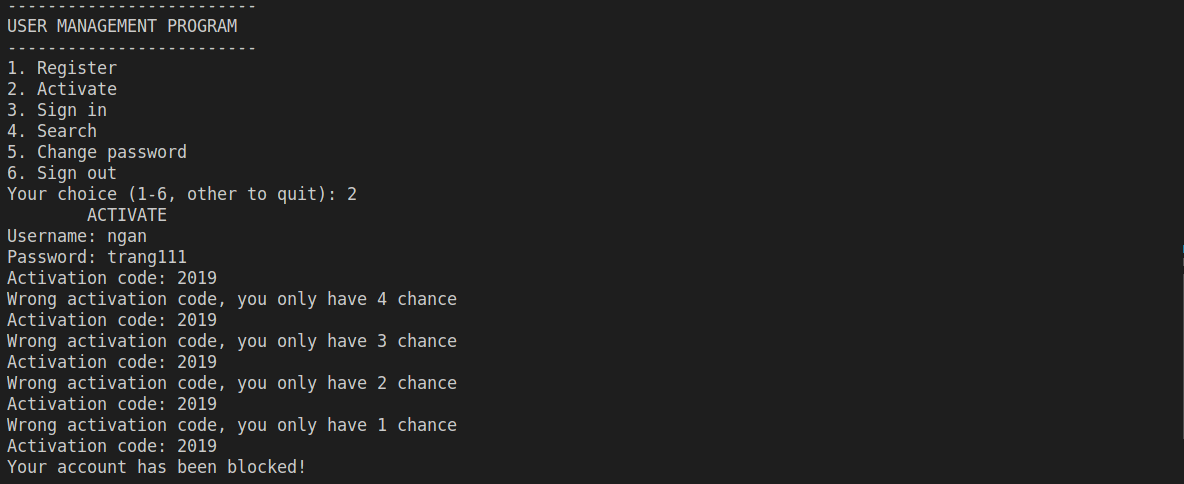 -------------------------
USER MANAGEMENT PROGRAM
-------------------------
1. Register
2. Activate
3. Sign in
4. Search
5. Change password
6. Sign out
Your choice (1-6, other to quit): 2
        ACTIVATE
Username: ngan
Password: trang111
Activation code: 2019
Wrong activation code, you only have 4 chance
Activation code: 2019
Wrong activation code, you only have 3 chance
Activation code: 2019
Wrong activation code, you only have 2 chance
Activation code: 2019
Wrong activation code, you only have 1 chance
Activation code: 2019
Your account has been blocked!